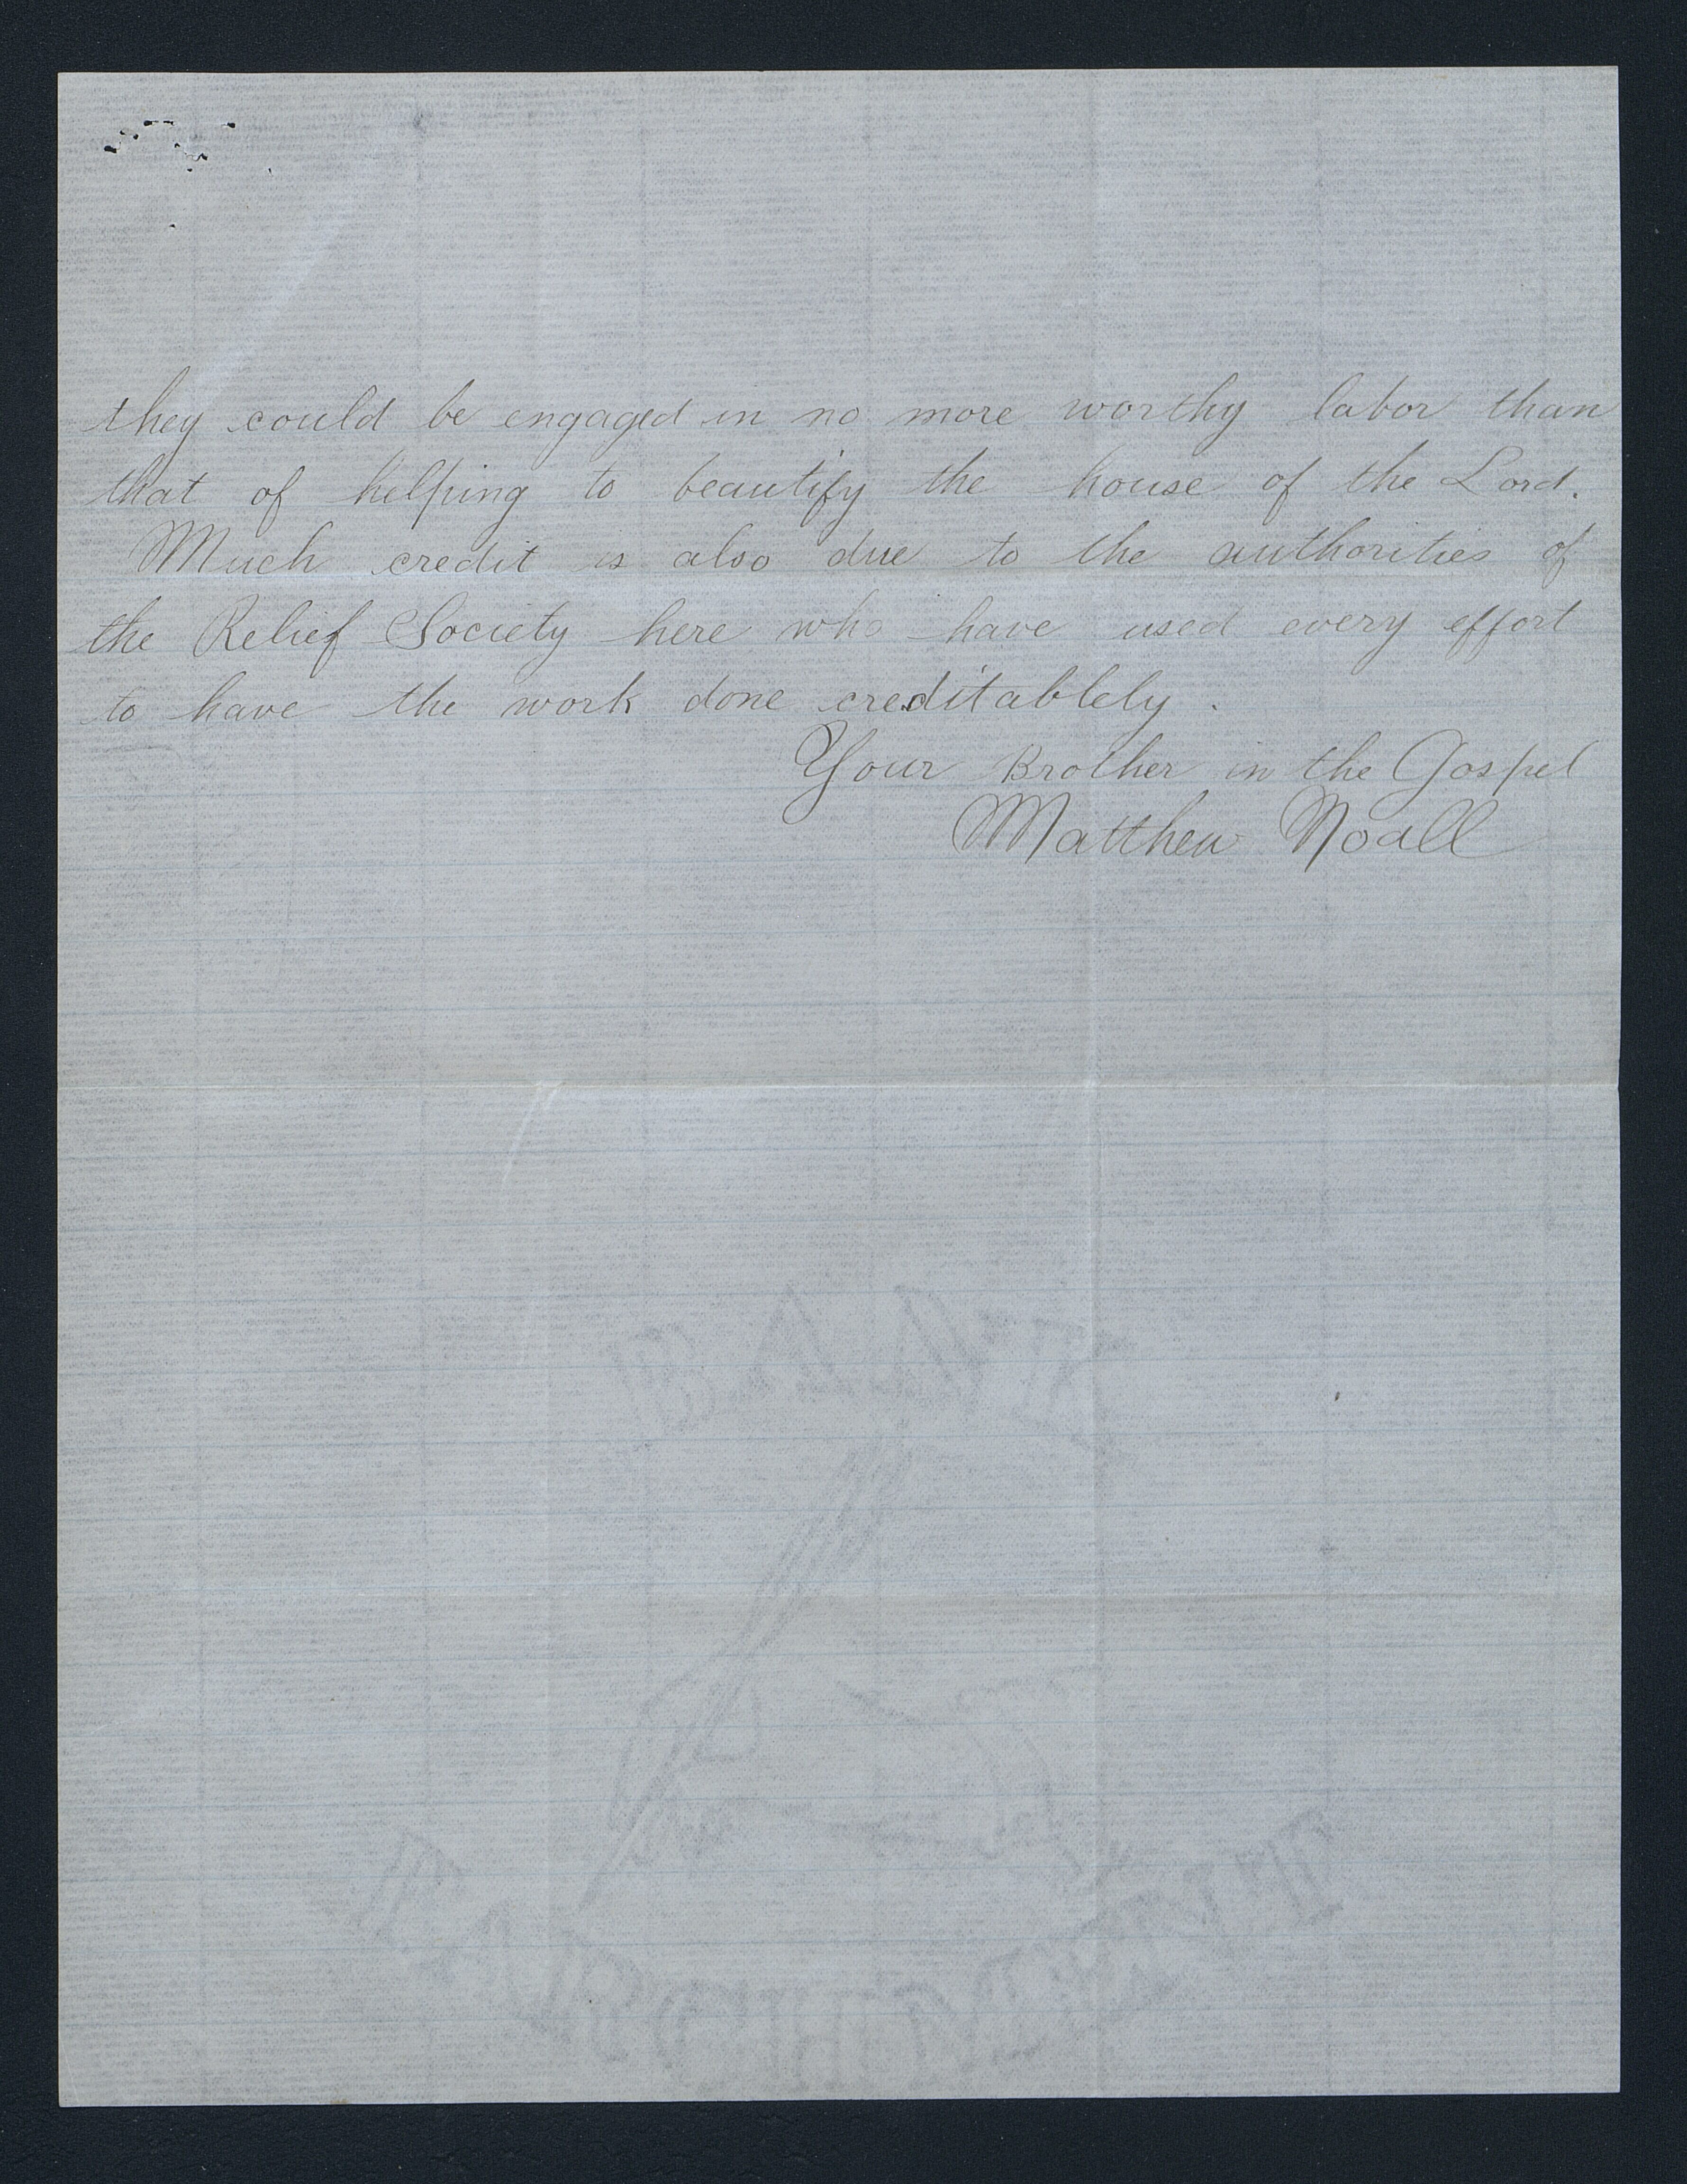 they could be engaged in no more worthy labor than
that of helping to beautify the house of the Lord.
Much credit is also due to the authorities of
the Relief Society here who have used every effort
to have the work done creditablely .
Your Brother in the Gospel
Matthew Noall